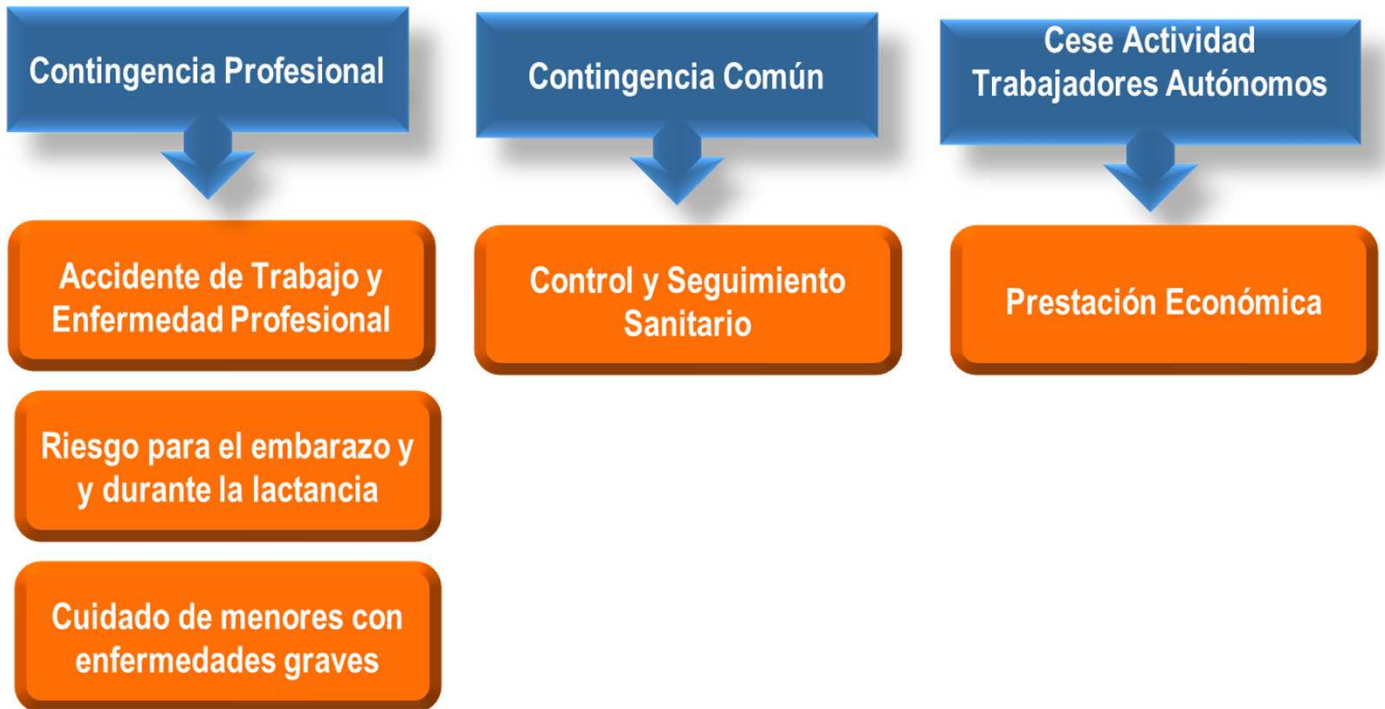 Contingencia Profesional
Accidente de Trabajo y
Enfermedad Profesional
Riesgo para el embarazo y
y durante la lactancia
Cuidado de menores con
enfermedades graves
Contingencia Común
Control y Seguimiento
Sanitario
Cese Actividad
Trabajadores Autónomos
Prestación Económica